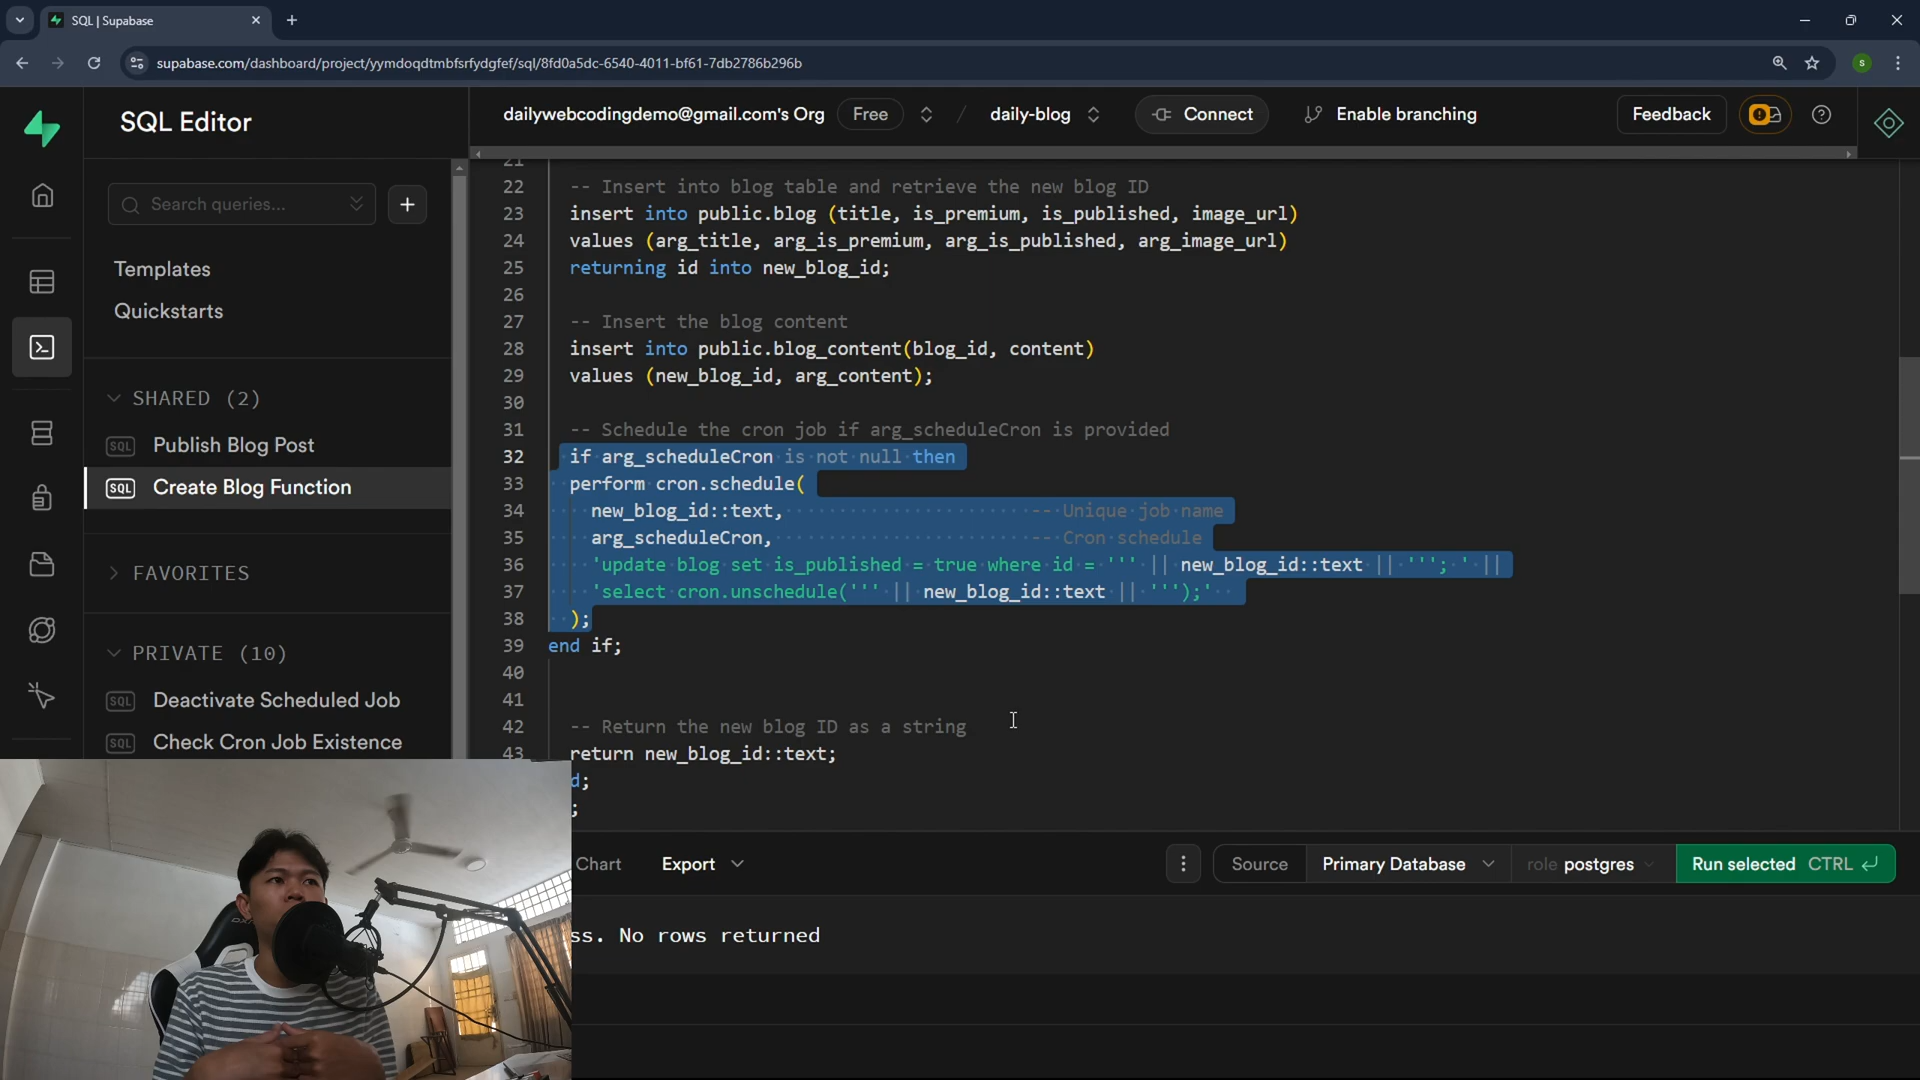 SQL | Supabase
supabase.com/dashboard/project/yymdoqdtmbfsrfydgfef/sql/8fd0a5dc-6540-4011-bf61-7db2786b296b
S
SQL Editor
dailywebcodingdemo@gmail.com's Org
Free
/
daily-blog
Connect
Enable branching
Feedback
Search queries...
Templates
Quickstarts
SHARED (2)
SQL Publish Blog Post
SQL Create Blog Function
FAVORITES
PRIVATE (10)
SQL Deactivate Scheduled Job
SQL Check Cron Job Existence
21
22 -- Insert into blog table and retrieve the new blog ID
23 insert into public.blog (title, is_premium, is_published, image_url)
24 values (arg_title, arg_is_premium, arg_is_published, arg_image_url)
25 returning id into new_blog_id;
26
27 -- Insert the blog content
28 insert into public.blog_content(blog_id, content)
29 values (new_blog_id, arg_content);
30
31 -- Schedule the cron job if arg_scheduleCron is provided
32 if arg_scheduleCron is not null then
33 perform cron.schedule(
34 new_blog_id::text, -- Unique job name
35 arg_scheduleCron, -- Cron schedule
36 'update blog set is_published = true where id = ''' || new_blog_id::text || '''; ' ||
37 'select cron.unschedule(''' || new_blog_id::text || ''');'
38 );
39 end if;
40
41
42 -- Return the new blog ID as a string
43 return new_blog_id::text;
d;
;
Chart
Export
Source
Primary Database
role postgres
Run selected CTRL
ss. No rows returned